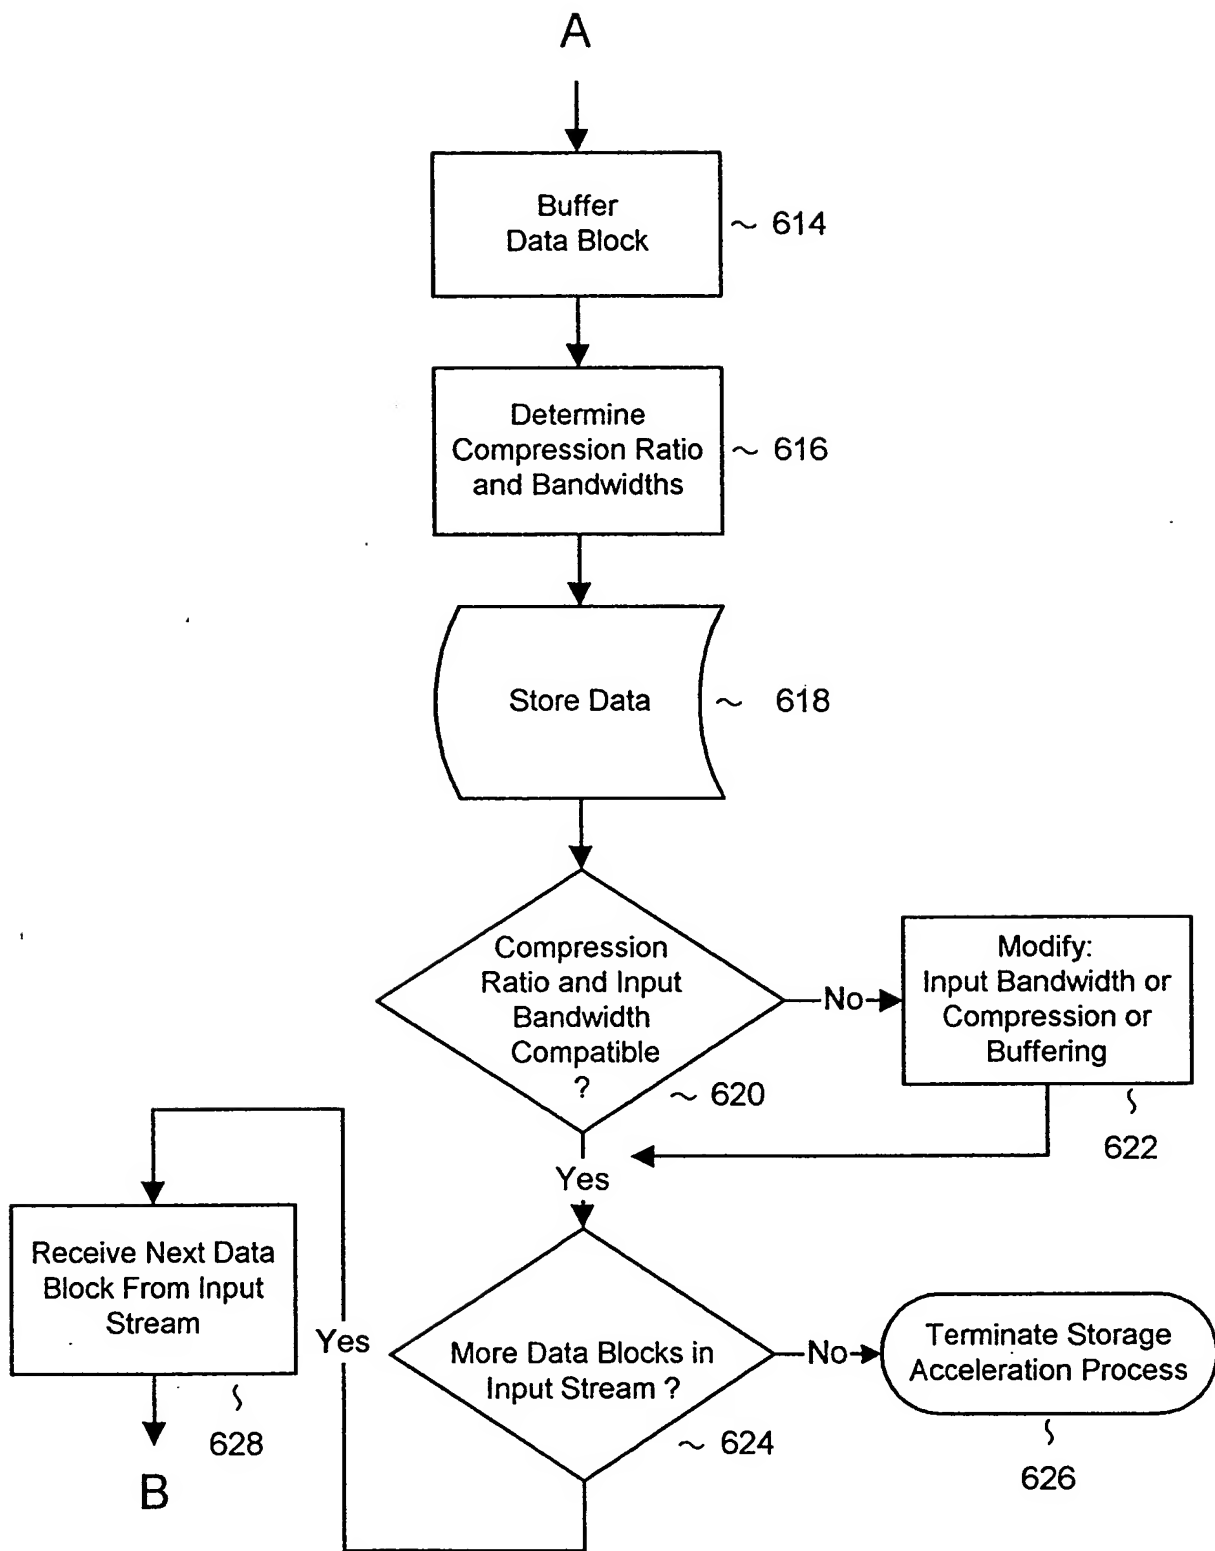 A
Buffer
Data Block
~ 614
Determine
Compression Ratio
and Bandwidths
~ 616
Store Data
~ 618
Compression
Ratio and Input
Bandwidth
Compatible
?
~ 620
No
Modify:
Input Bandwidth or
Compression or
Buffering
622
Yes
Receive Next Data
Block From Input
Stream
628
B
Yes
More Data Blocks in
Input Stream ?
~ 624
No
Terminate Storage
Acceleration Process
626